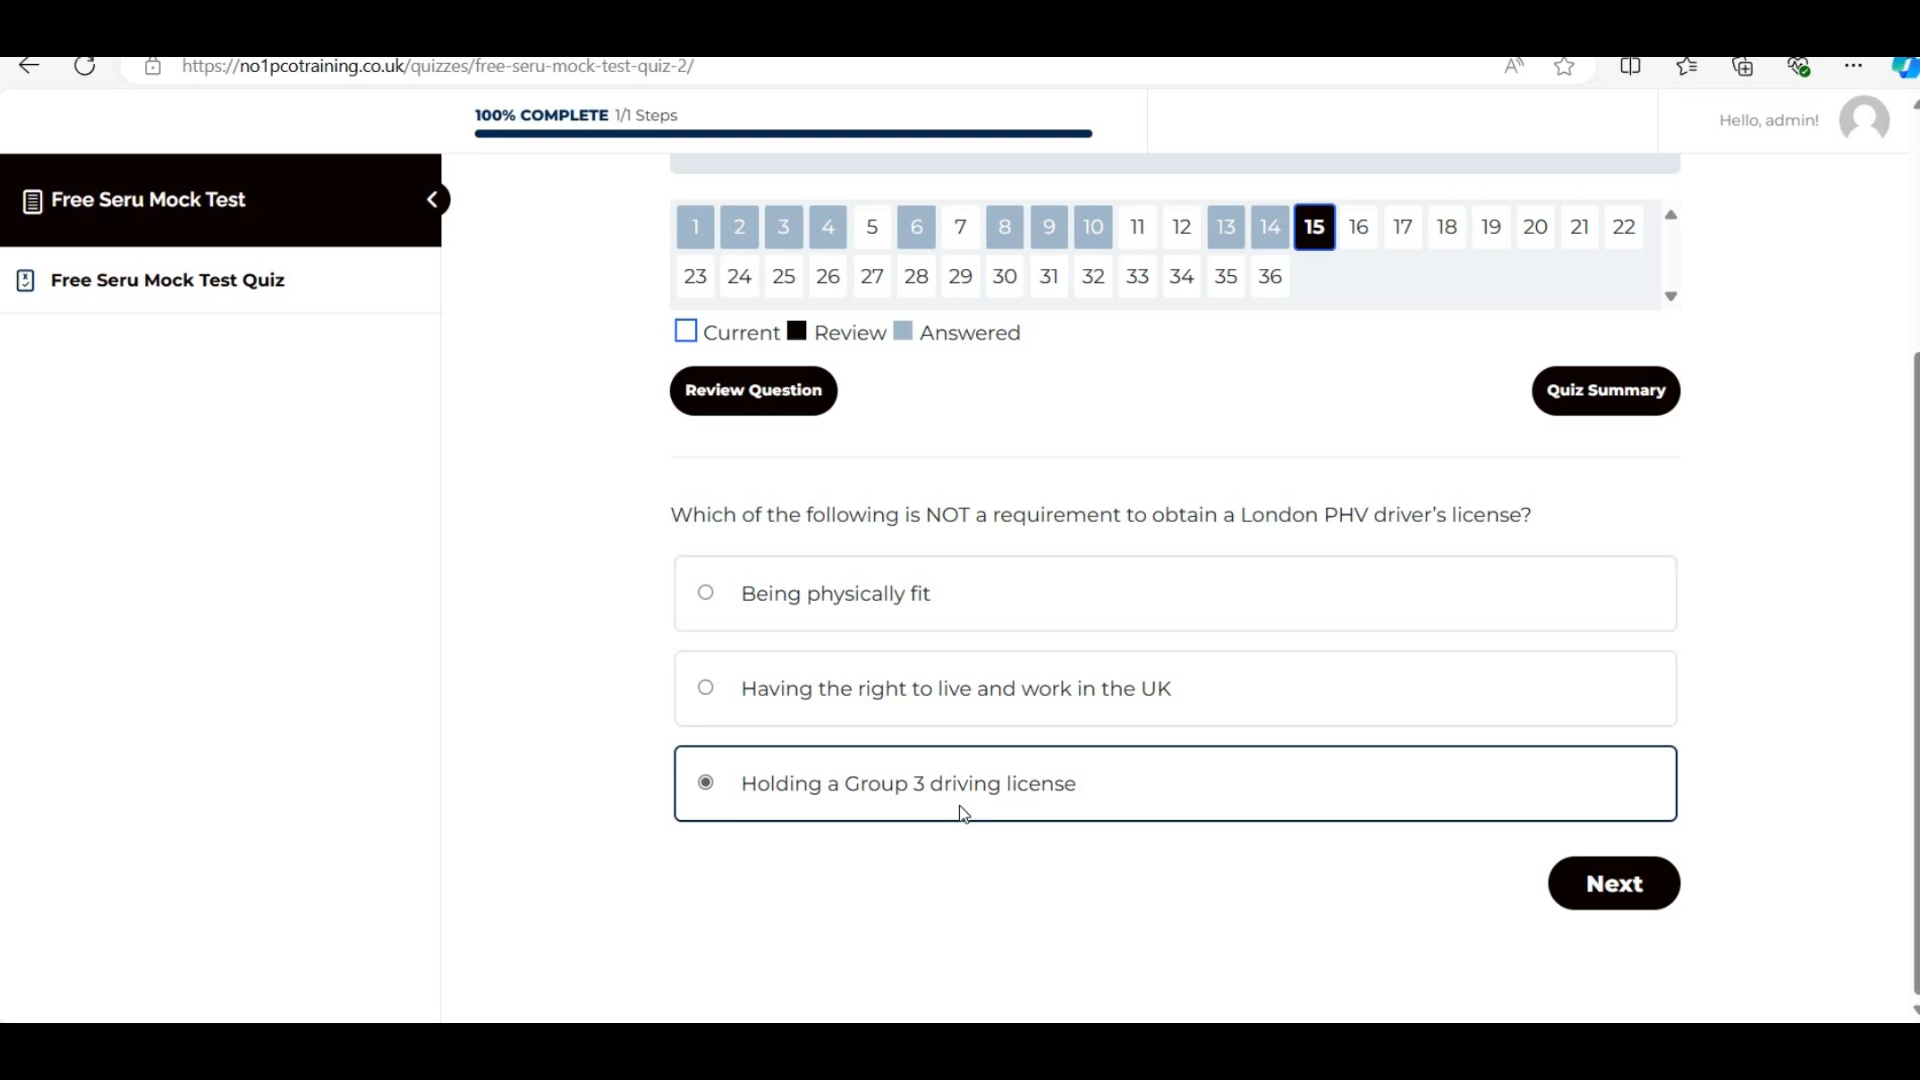 https://no1pcotraining.co.uk/quizzes/free-seru-mock-test-quiz-2/
100% COMPLETE 1/1 Steps
Hello, admin!
Free Seru Mock Test
Free Seru Mock Test Quiz
1 2 3 4 5 6 7 8 9 10 11 12 13 14 15 16 17 18 19 20 21 22
23 24 25 26 27 28 29 30 31 32 33 34 35 36
Current Review Answered
Review Question Quiz Summary
Which of the following is NOT a requirement to obtain a London PHV driver’s license?
Being physically fit
Having the right to live and work in the UK
Holding a Group 3 driving license
Next